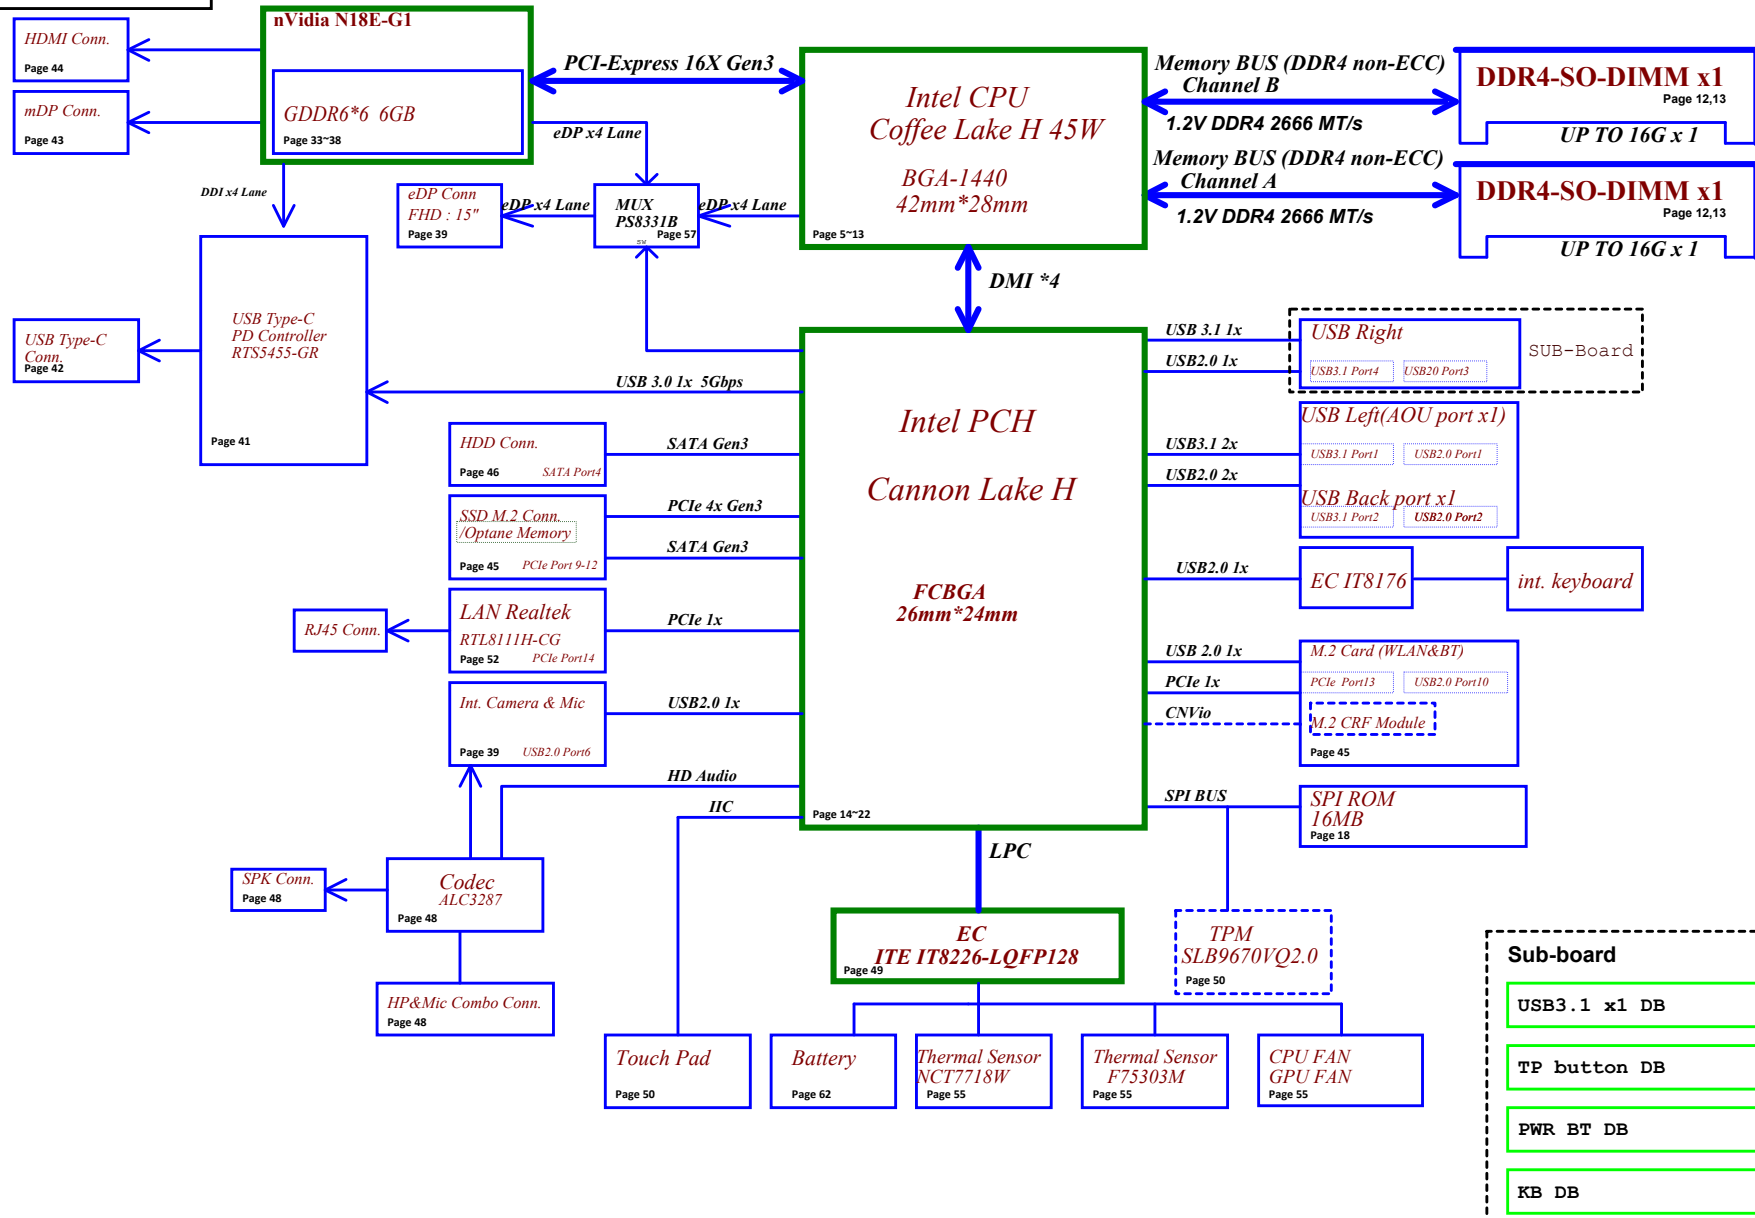 nVidia N18E-G1
GDDR6*6 6GB
Page 33~38
HDMI Conn.
Page 44
mDP Conn.
Page 43
PCI-Express 16X Gen3
eDP x4 Lane
DDI x4 Lane
Intel CPU
Coffee Lake H 45W
BGA-1440
42mm*28mm
Page 5~13
Memory BUS (DDR4 non-ECC)
Channel B
1.2V DDR4 2666 MT/s
DDR4-SO-DIMM x1
Page 12,13
UP TO 16G x 1
Memory BUS (DDR4 non-ECC)
Channel A
1.2V DDR4 2666 MT/s
DDR4-SO-DIMM x1
Page 12,13
UP TO 16G x 1
eDP Conn
FHD : 15"
Page 39
eDP x4 Lane
MUX
PS8331B
Page 57
SW
eDP x4 Lane
DMI *4
USB Type-C
PD Controller
RTS5455-GR
Page 41
USB Type-C
Conn.
Page 42
USB 3.0 1x 5Gbps
Intel PCH
Cannon Lake H
FCBGA
26mm*24mm
Page 14~22
HDD Conn.
Page 46
SATA Port4
SATA Gen3
SSD M.2 Conn.
/Optane Memory
Page 45
PCIe Port 9-12
PCIe 4x Gen3
SATA Gen3
RJ45 Conn.
LAN Realtek
RTL8111H-CG
Page 52
PCIe Port14
PCIe 1x
Int. Camera & Mic
Page 39
USB2.0 Port6
USB2.0 1x
HD Audio
IIC
SPK Conn.
Page 48
Codec
ALC3287
Page 48
HP&Mic Combo Conn.
Page 48
USB 3.1 1x
USB2.0 1x
USB Right
USB3.1 Port4
USB20 Port3
SUB-Board
USB3.1 2x
USB2.0 2x
USB Left(AOU port x1)
USB3.1 Port1
USB2.0 Port1
USB Back port x1
USB3.1 Port2
USB2.0 Port2
USB2.0 1x
EC IT8176
int. keyboard
USB 2.0 1x
PCIe 1x
CNVio
M.2 Card (WLAN&BT)
PCIe Port13
USB2.0 Port10
M.2 CRF Module
Page 45
SPI BUS
SPI ROM
16MB
Page 18
LPC
EC
ITE IT8226-LQFP128
Page 49
TPM
SLB9670VQ2.0
Page 50
Touch Pad
Page 50
Battery
Page 62
Thermal Sensor
NCT7718W
Page 55
Thermal Sensor
F75303M
Page 55
CPU FAN
GPU FAN
Page 55
Sub-board
USB3.1 x1 DB
TP button DB
PWR BT DB
KB DB